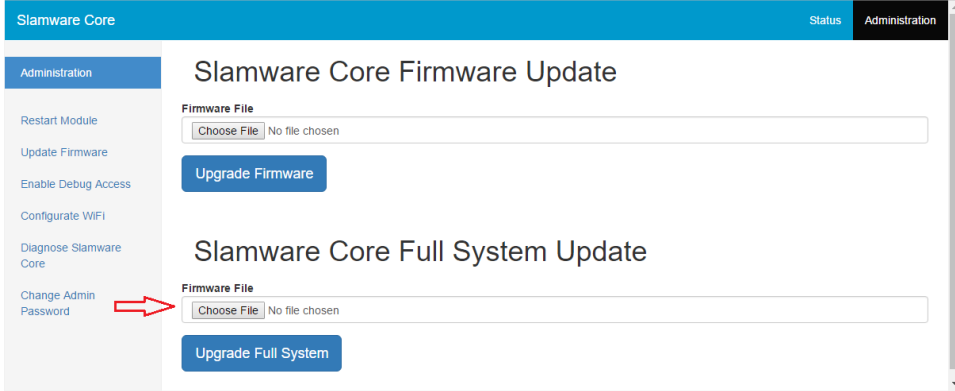 Slamware Core
Status
Administration
Administration
Restart Module
Update Firmware
Enable Debug Access
Configurate WiFi
Diagnose Slamware
Core
Change Admin
Password
Slamware Core Firmware Update
Firmware File
Choose File No file chosen
Upgrade Firmware
Slamware Core Full System Update
Firmware File
Choose File No file chosen
Upgrade Full System